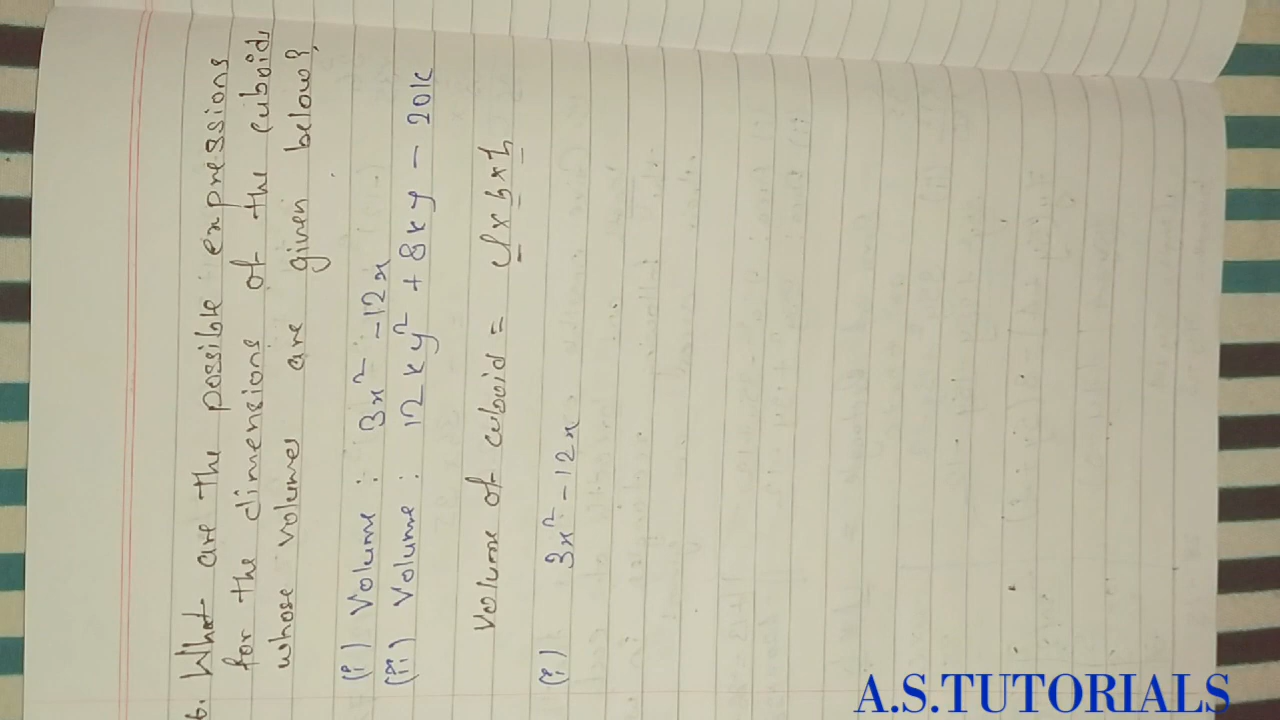 6. What are the possible expressions
for the dimensions of the cuboid,
whose volumes are given below?
(i) Volume : 3x² - 12x
(ii) Volume : 12ky² + 8ky - 20k
Volume of cuboid = l × b × h
(i) 3x² - 12x
A.S.TUTORIALS